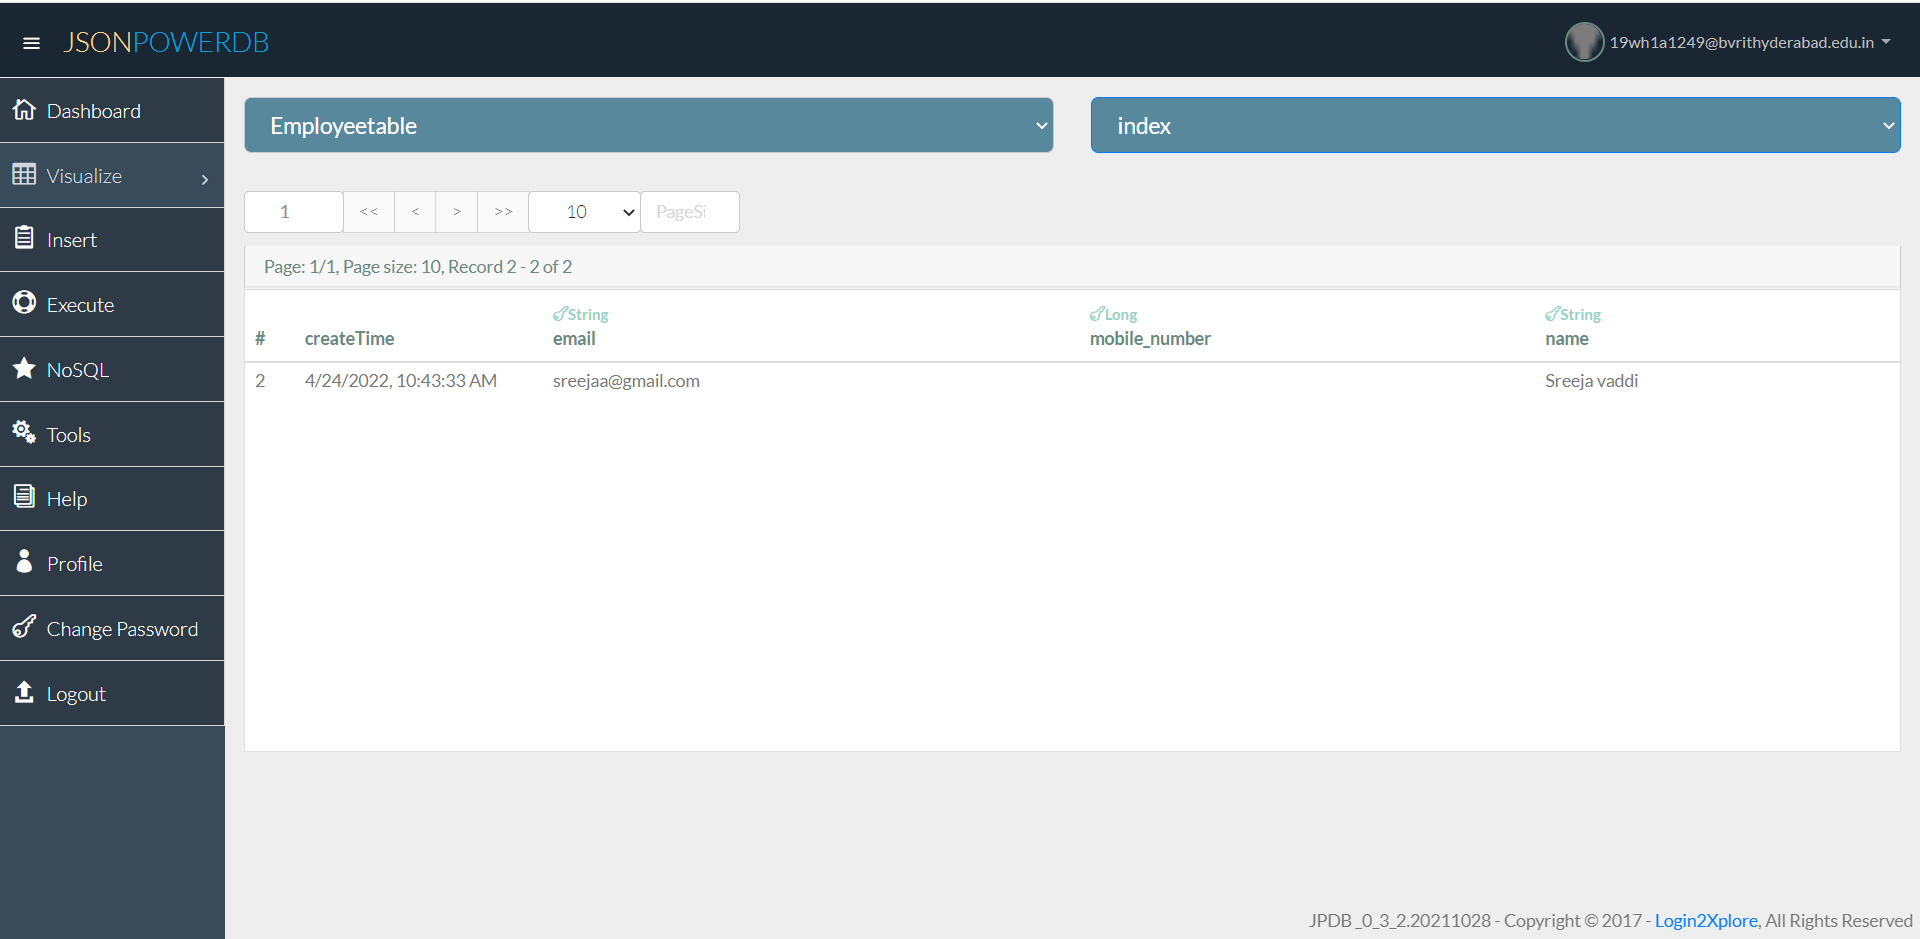 JSONPOWERDB
19wh1a1249@bvrithyderabad.edu.in
Dashboard
Visualize
Insert
Execute
NoSQL
Tools
Help
Profile
Change Password
Logout
Employeetable
index
1 << < > >> 10 PageSi
Page: 1/1, Page size: 10, Record 2 - 2 of 2
String Long String
# createTime email mobile_number name
2 4/24/2022, 10:43:33 AM sreejaa@gmail.com Sreeja vaddi
JPDB_0_3_2.20211028 - Copyright © 2017 - Login2Xplore, All Rights Reserved